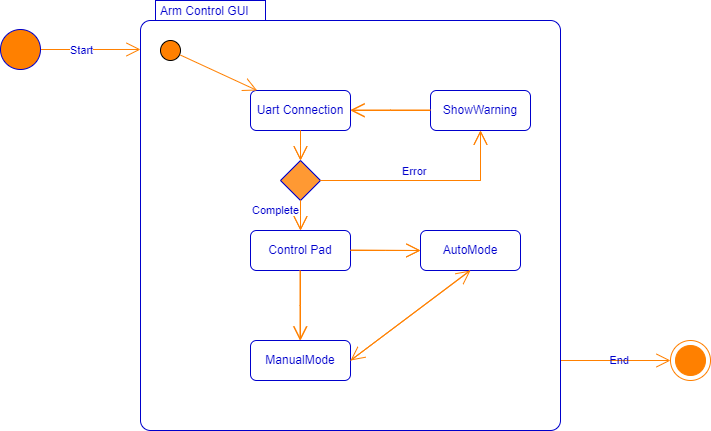 Arm Control GUI
Start
Uart Connection
ShowWarning
Error
Complete
Control Pad
AutoMode
ManualMode
End